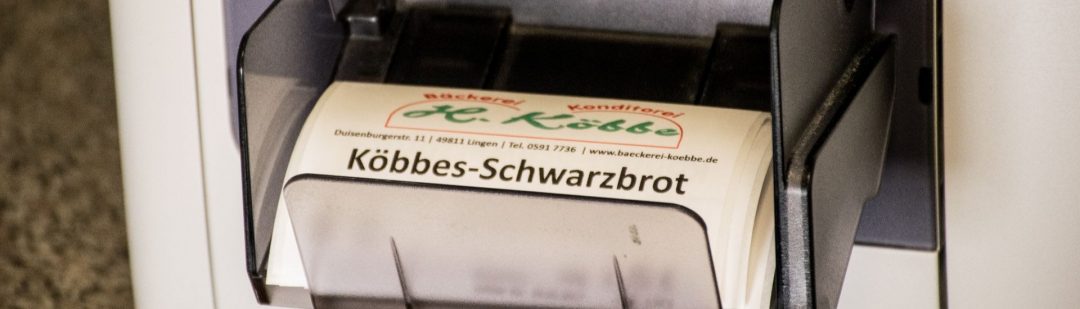 Bäckerei Konditorei
H. Köbbe
Duisenburgerstr. 11 | 49811 Lingen | Tel. 0591 7736 | www.baeckerei-koebbe.de
Köbbes-Schwarzbrot